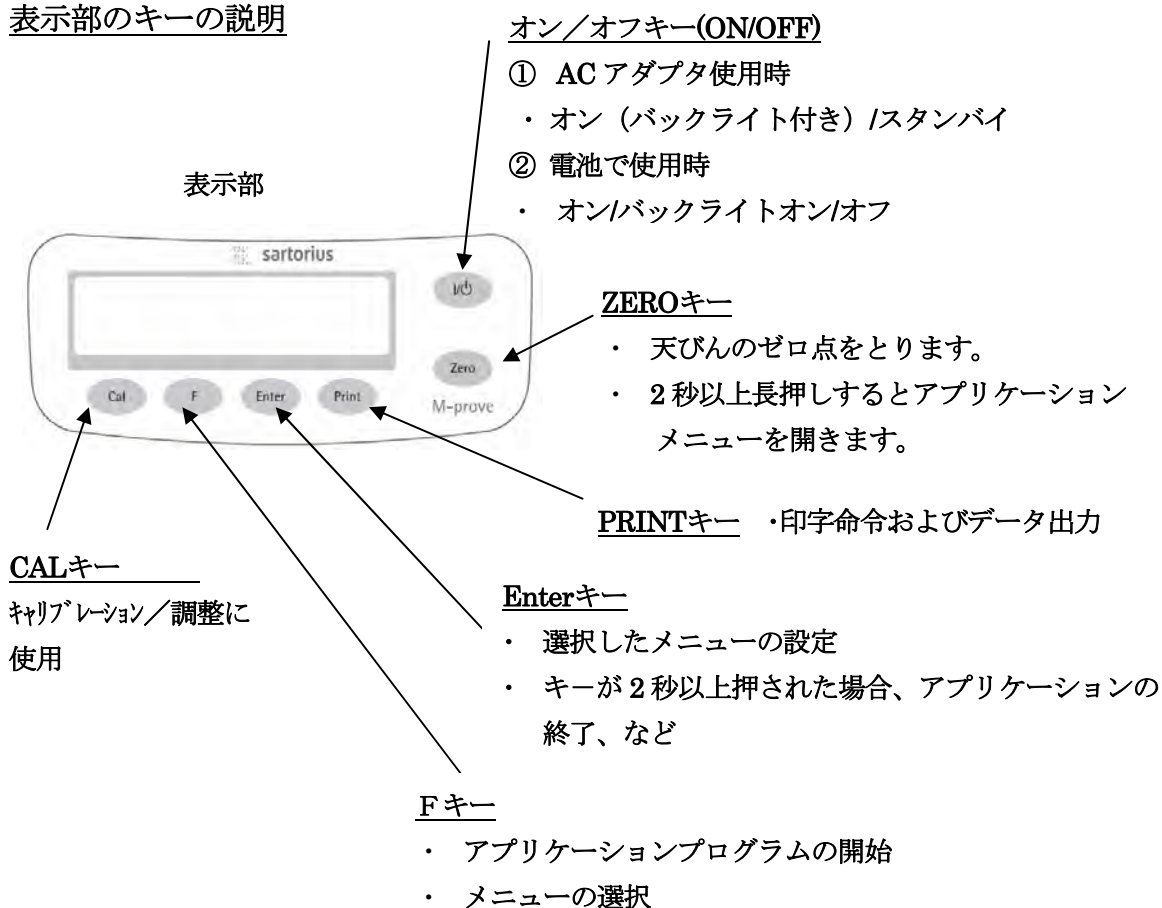 表示部のキーの説明
オン／オフキー(ON/OFF)
① AC アダプタ使用時
・オン（バックライト付き）/スタンバイ
② 電池で使用時
・ オン/バックライトオン/オフ
表示部
sartorius
I/⏻
Zero
Cal
F
Enter
Print
M-prove
ZEROキー
・ 天びんのゼロ点をとります。
・ 2 秒以上長押しするとアプリケーション
メニューを開きます。
PRINTキー ・印字命令およびデータ出力
CALキー
ｷｬﾘﾌﾞﾚｰｼｮﾝ／調整に
使用
Enterキー
・ 選択したメニューの設定
・ キーが 2 秒以上押された場合、アプリケーションの
終了、など
Ｆキー
・ アプリケーションプログラムの開始
・ メニューの選択